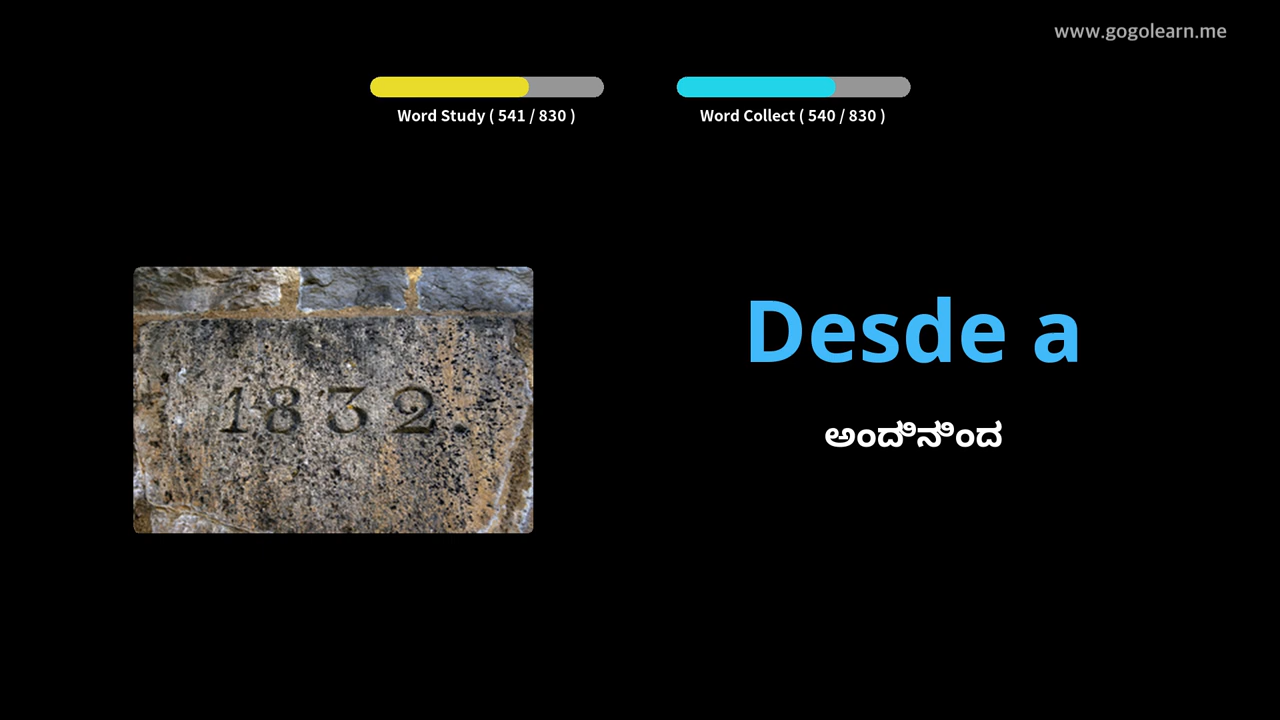 www.gogolearn.me
Word Study ( 541 / 830 )
Word Collect ( 540 / 830 )
1832.
Desde a
ಅಂದಿನಿಂದ